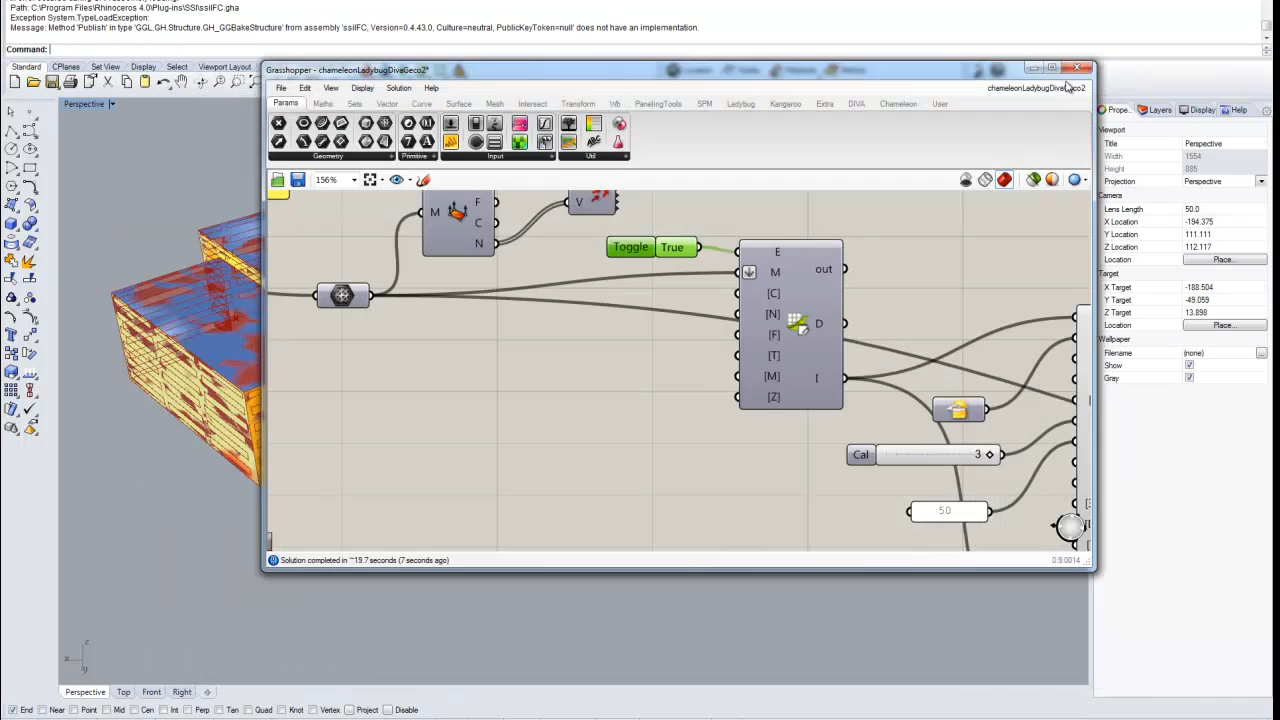 Path: C:\Program Files\Rhinoceros 4.0\Plug-ins\SSI\ssiIFC.gha
Exception System.TypeLoadException:
Message: Method 'Publish' in type 'GGL.GH.Structure.GH_GGBakeStructure' from assembly 'ssiIFC, Version=0.4.43.0, Culture=neutral, PublicKeyToken=null' does not have an implementation.
Command:
Standard CPlanes Set View Display Select Viewport Layout
Perspective
Grasshopper - chameleonLadybugDivaGeco2*
File Edit View Display Solution Help
chameleonLadybugDivaGeco2
Params Maths Sets Vector Curve Surface Mesh Intersect Transform Wb PanelingTools SPM Ladybug Kangaroo Extra DIVA Chameleon User
Geometry Primitive Input Util
156%
M F C N
V
Toggle True
E
M
[C]
[N]
[F]
[T]
[M]
[Z]
out
D
I
Cal 3
50
Solution completed in ~19.7 seconds (7 seconds ago)
0.9.0014
Prope... Layers Display Help
Viewport
Title Perspective
Width 1554
Height 885
Projection Perspective
Camera
Lens Length 50.0
X Location -194.375
Y Location 111.111
Z Location 112.117
Location Place...
Target
X Target -188.504
Y Target -49.059
Z Target 13.898
Location Place...
Wallpaper
Filename (none) ...
Show
Gray
z
x
y
Perspective Top Front Right
End Near Point Mid Cen Int Perp Tan Quad Knot Vertex Project Disable